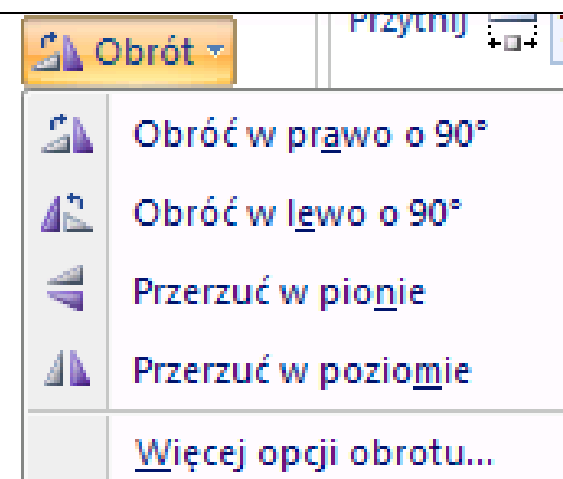 Obrót
Przytnij
Obróć w prawo o 90°
Obróć w lewo o 90°
Przerzuć w pionie
Przerzuć w poziomie
Więcej opcji obrotu...